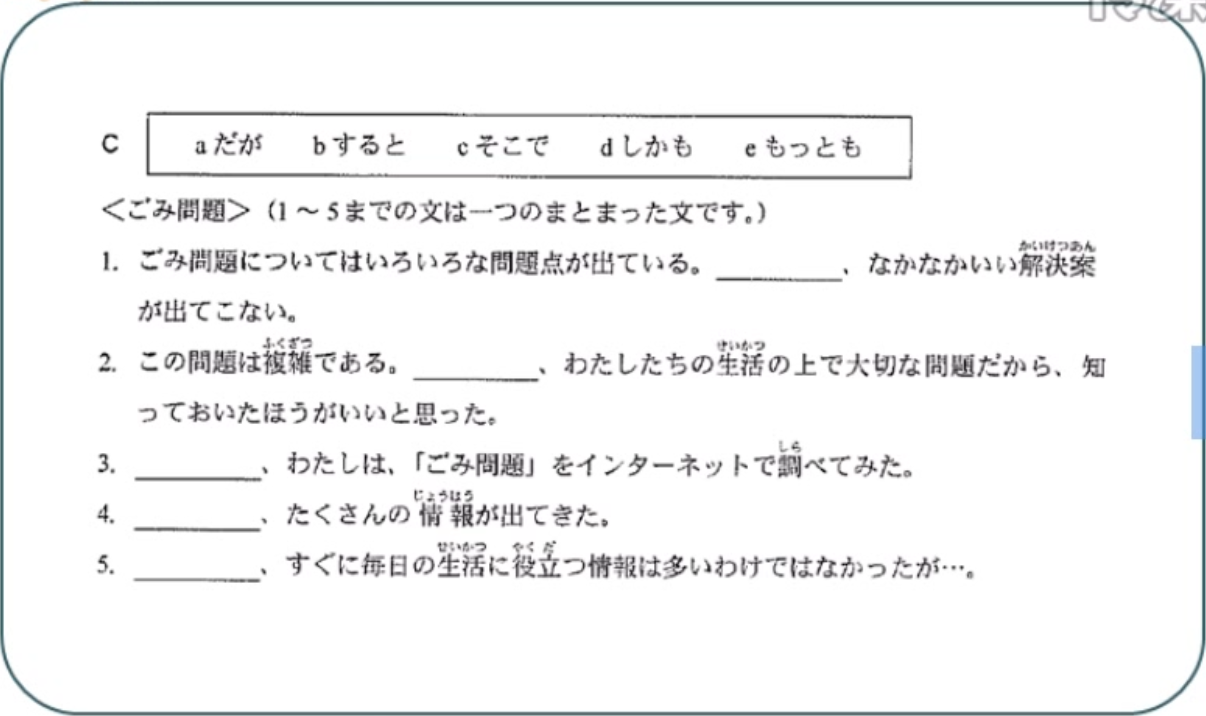 C
a だが b すると c そこで d しかも e もっとも
＜ごみ問題＞（1～5までの文は一つのまとまった文です。）
1. ごみ問題についてはいろいろな問題点が出ている。＿＿＿＿、なかなかいい解決案
かいけつあん
が出てこない。
2. この問題は複雑である。＿＿＿＿、わたしたちの生活の上で大切な問題だから、知
ふくざつ せいかつ
っておいたほうがいいと思った。
3. ＿＿＿＿、わたしは、「ごみ問題」をインターネットで調べてみた。
しら
4. ＿＿＿＿、たくさんの情報が出てきた。
じょうほう
5. ＿＿＿＿、すぐに毎日の生活に役立つ情報は多いわけではなかったが…。
せいかつ やくだ